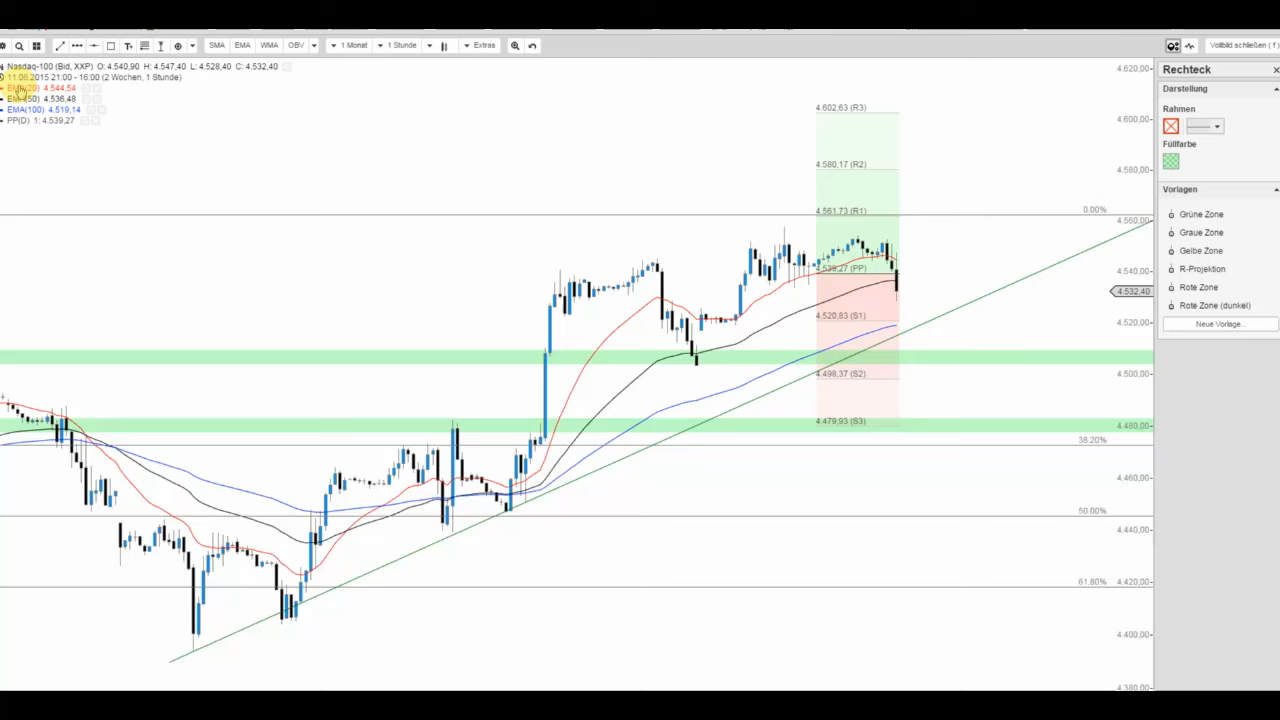 T+
SMA EMA WMA OBV 1 Monat 1 Stunde Extras
Vollbild schließen ( f )
Nasdaq-100 (Bid, XXP) O: 4.540,90 H: 4.547,40 L: 4.528,40 C: 4.532,40
11.06.2015 21:00 - 16:00 (2 Wochen, 1 Stunde)
EMA(20) 4.544,54
EMA(50) 4.536,48
EMA(100) 4.519,14
PP(D) 1: 4.539,27
4.602,63 (R3)
4.580,17 (R2)
4.561,73 (R1)
4.539,27 (PP)
4.520,83 (S1)
4.498,37 (S2)
4.479,93 (S3)
0.00%
38.20%
50.00%
61.80%
4.620,00
4.600,00
4.580,00
4.560,00
4.540,00
4.532,40
4.520,00
4.500,00
4.480,00
4.460,00
4.440,00
4.420,00
4.400,00
4.380,00
Rechteck
Darstellung
Rahmen
Füllfarbe
Vorlagen
Grüne Zone
Graue Zone
Gelbe Zone
R-Projektion
Rote Zone
Rote Zone (dunkel)
Neue Vorlage...